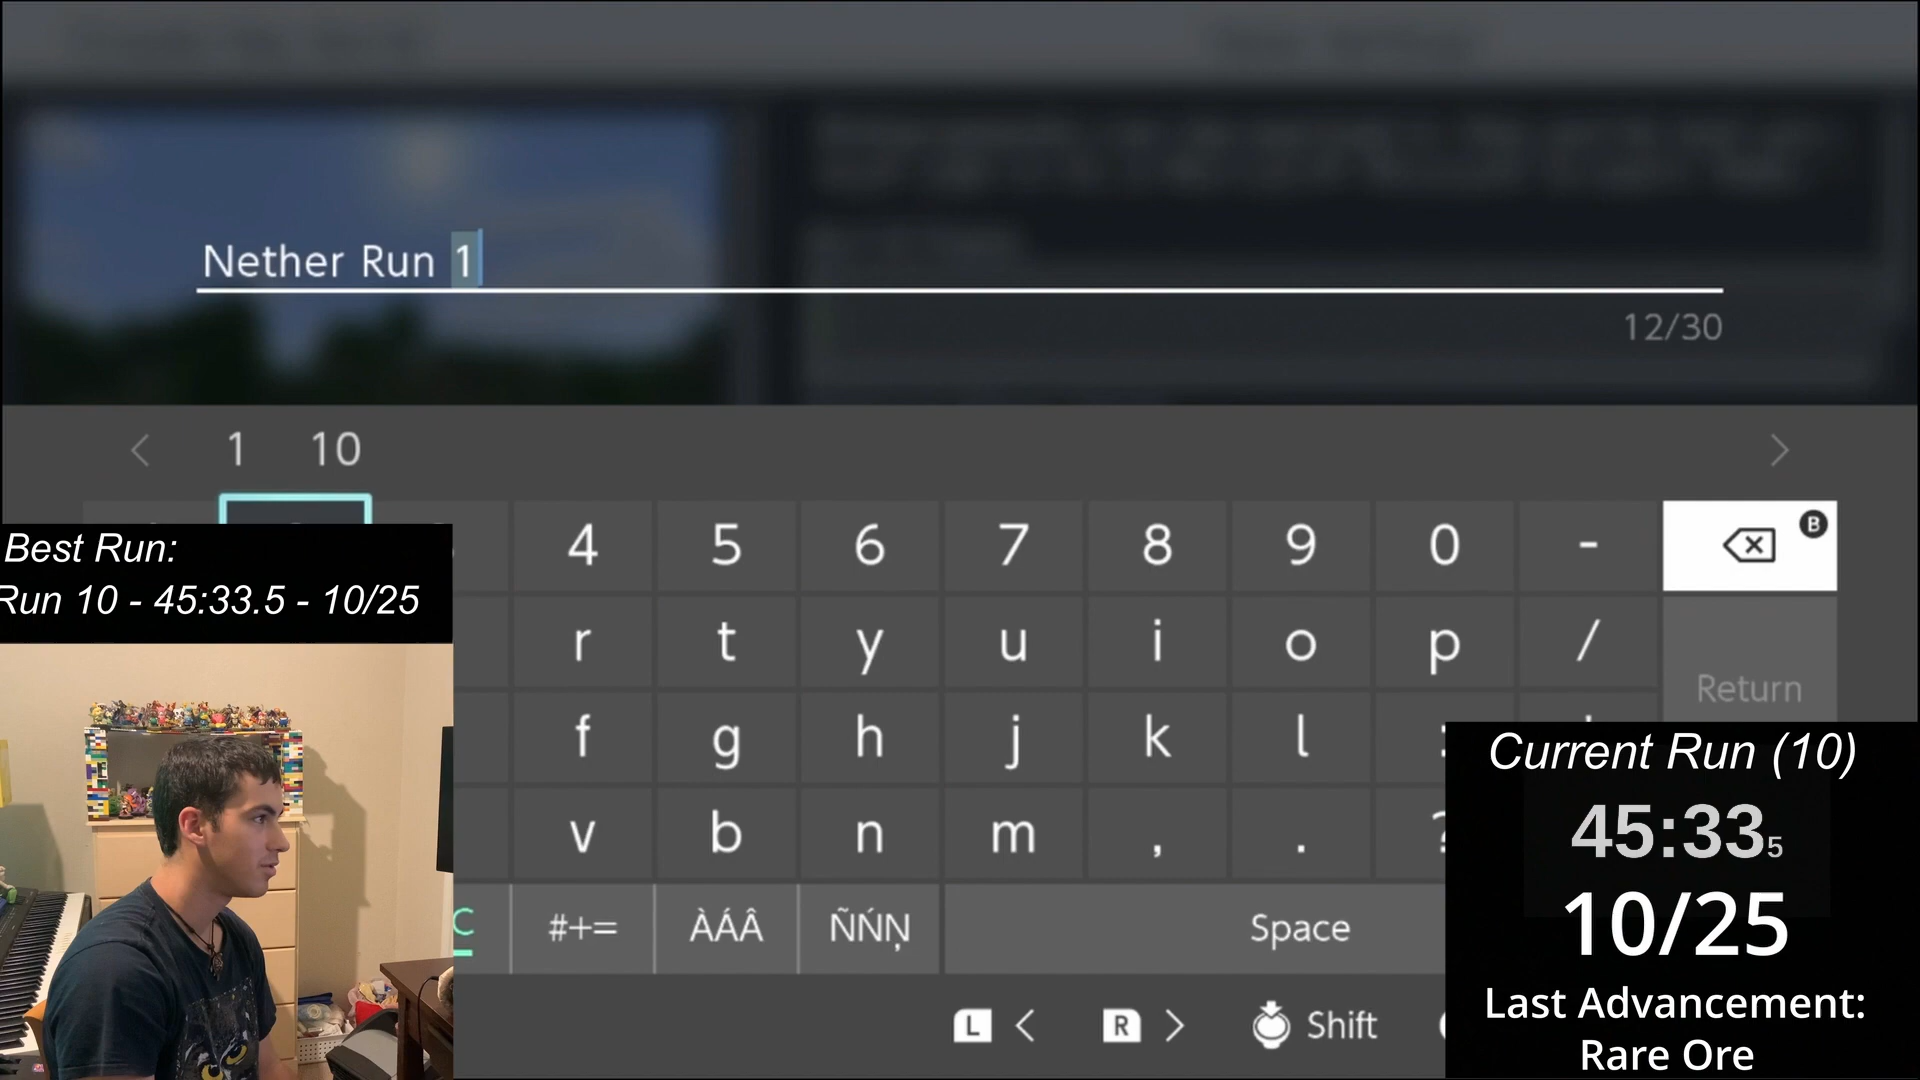 Nether Run 1
12/30
1 10
4 5 6 7 8 9 0 - B
r t y u i o p /
Return
f g h j k l
v b n m , .
#+= ÀÁÂ ÑŃŅ Space
L < R > Shift
Best Run:
Run 10 - 45:33.5 - 10/25
Current Run (10)
45:33 5
10/25
Last Advancement:
Rare Ore